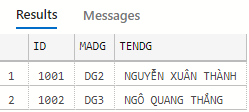 Results Messages
ID MADG TENDG
1 1001 DG2 NGUYỄN XUÂN THÀNH
2 1002 DG3 NGÔ QUANG THẮNG